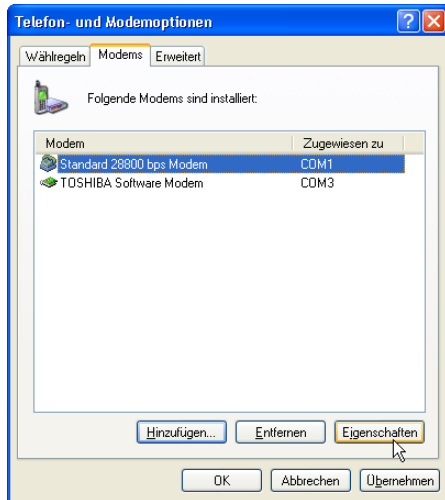 Telefon- und Modemoptionen
Wählregeln Modems Erweitert
Folgende Modems sind installiert:
Modem Zugewiesen zu
Standard 28800 bps Modem COM1
TOSHIBA Software Modem COM3
Hinzufügen... Entfernen Eigenschaften
OK Abbrechen Übernehmen